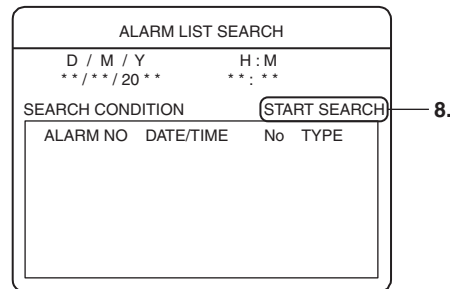 ALARM LIST SEARCH
D / M / Y H : M
* * / * * / 20 * * * * : * *
SEARCH CONDITION START SEARCH 8.
ALARM NO DATE/TIME No TYPE